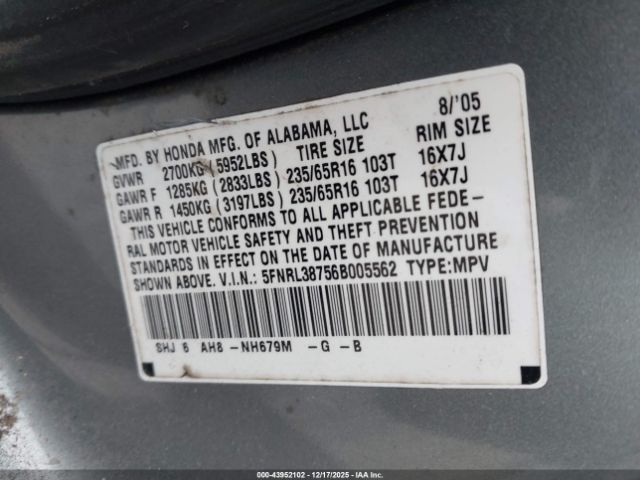 MFD. BY HONDA MFG. OF ALABAMA, LLC 8/'05
GVWR 2700KG (5952LBS) TIRE SIZE RIM SIZE
GAWR F 1285KG (2833LBS) 235/65R16 103T 16X7J
GAWR R 1450KG (3197LBS) 235/65R16 103T 16X7J
THIS VEHICLE CONFORMS TO ALL APPLICABLE FEDE-
RAL MOTOR VEHICLE SAFETY AND THEFT PREVENTION
STANDARDS IN EFFECT ON THE DATE OF MANUFACTURE
SHOWN ABOVE. V.I.N.: 5FNRL38756B005562 TYPE:MPV
SHJ 6 AH8 -NH679M -G -B
000-43952102 - 12/17/2025 - COPYRIGHT IAA, LLC.